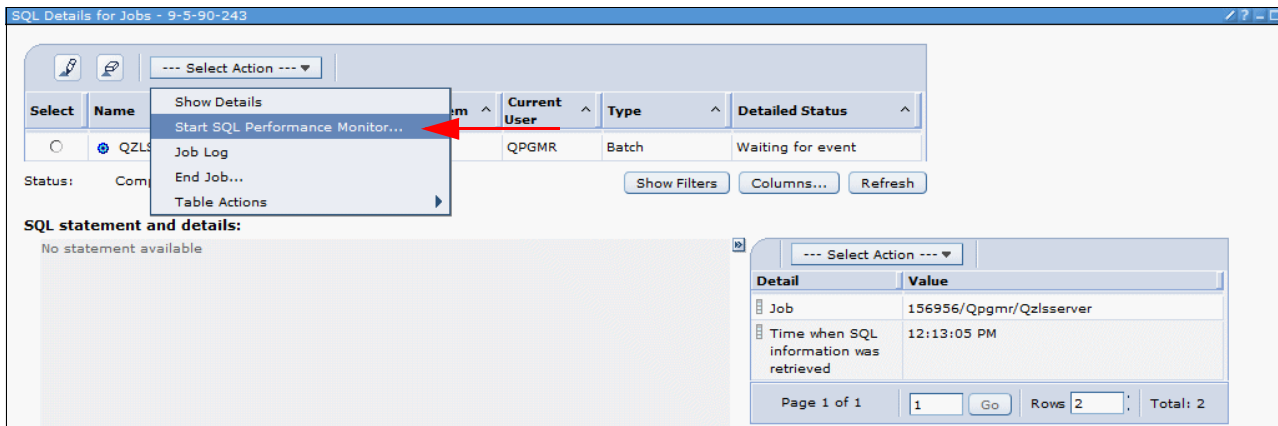 SQL Details for Jobs - 9-5-90-243
--- Select Action ---
Show Details
Start SQL Performance Monitor...
Job Log
End Job...
Table Actions
Select Name em Current User Type Detailed Status
QZLS QPGMR Batch Waiting for event
Status: Comp Show Filters Columns... Refresh
SQL statement and details:
No statement available
--- Select Action ---
Detail Value
Job 156956/Qpgmr/Qzlsserver
Time when SQL 12:13:05 PM
information was
retrieved
Page 1 of 1 1 Go Rows 2 Total: 2